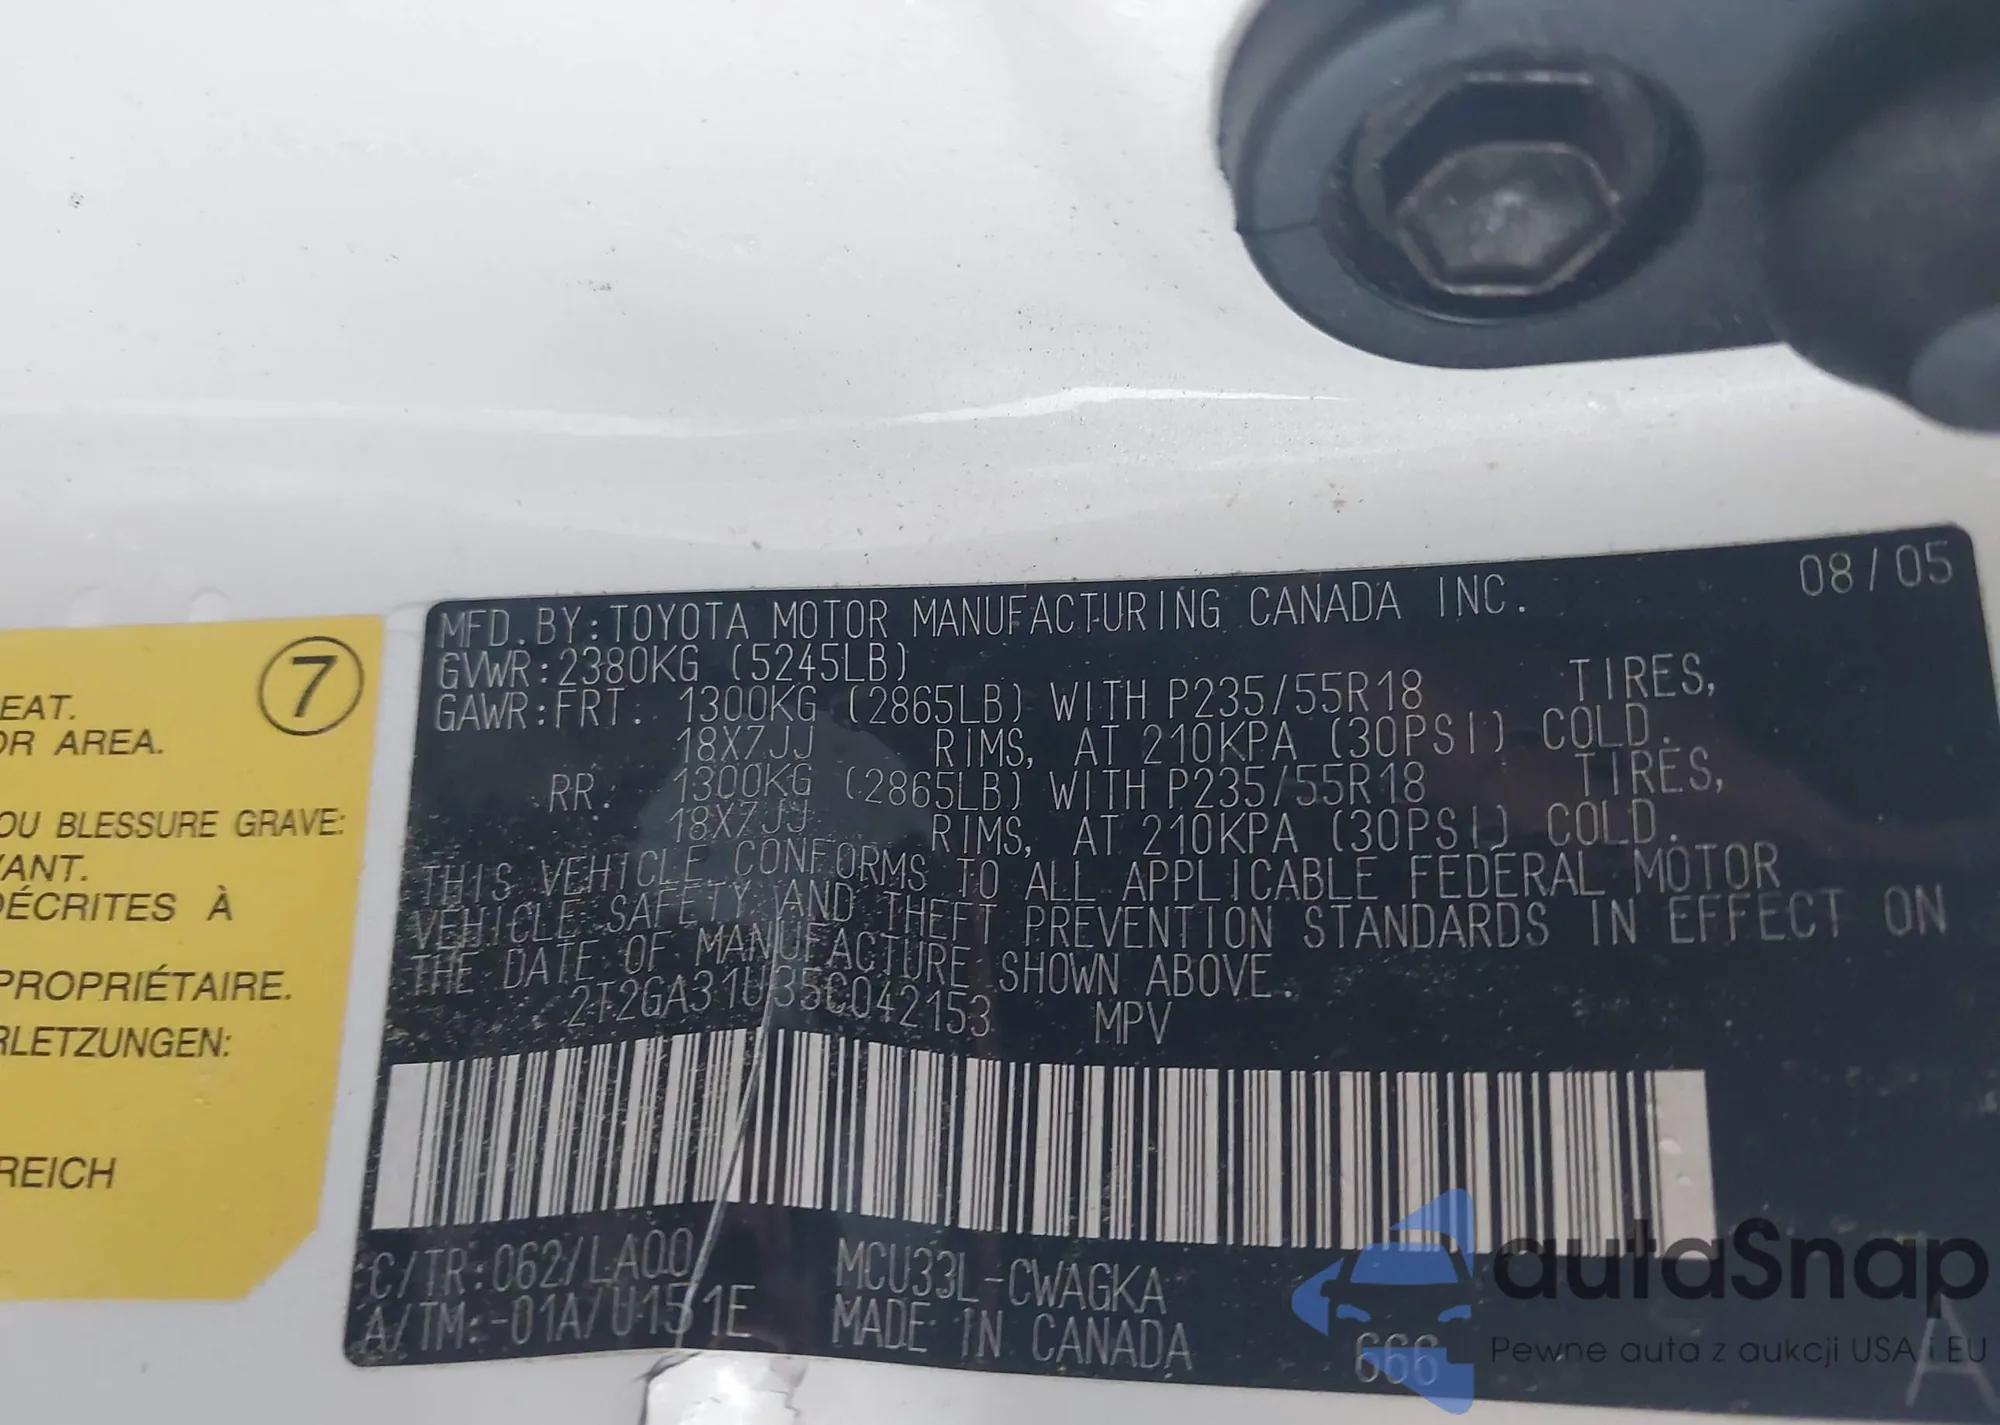 EAT.
OR AREA.
7
OU BLESSURE GRAVE:
VANT.
DÉCRITES À
PROPRIÉTAIRE.
RLETZUNGEN:
REICH
MFD.BY:TOYOTA MOTOR MANUFACTURING CANADA INC. 08/05
GVWR:2380KG (5245LB)
GAWR:FRT. 1300KG (2865LB) WITH P235/55R18 TIRES,
18X7JJ RIMS, AT 210KPA (30PSI) COLD.
RR. 1300KG (2865LB) WITH P235/55R18 TIRES,
18X7JJ RIMS, AT 210KPA (30PSI) COLD.
THIS VEHICLE CONFORMS TO ALL APPLICABLE FEDERAL MOTOR
VEHICLE SAFETY AND THEFT PREVENTION STANDARDS IN EFFECT ON
THE DATE OF MANUFACTURE SHOWN ABOVE.
2T2GA31U35C042153 MPV
C/TR:062/LA00 MCU33L-CWAGKA
A/TM:-01A/U151E MADE IN CANADA 666
A
autoSnap
Pewne auta z aukcji USA i EU